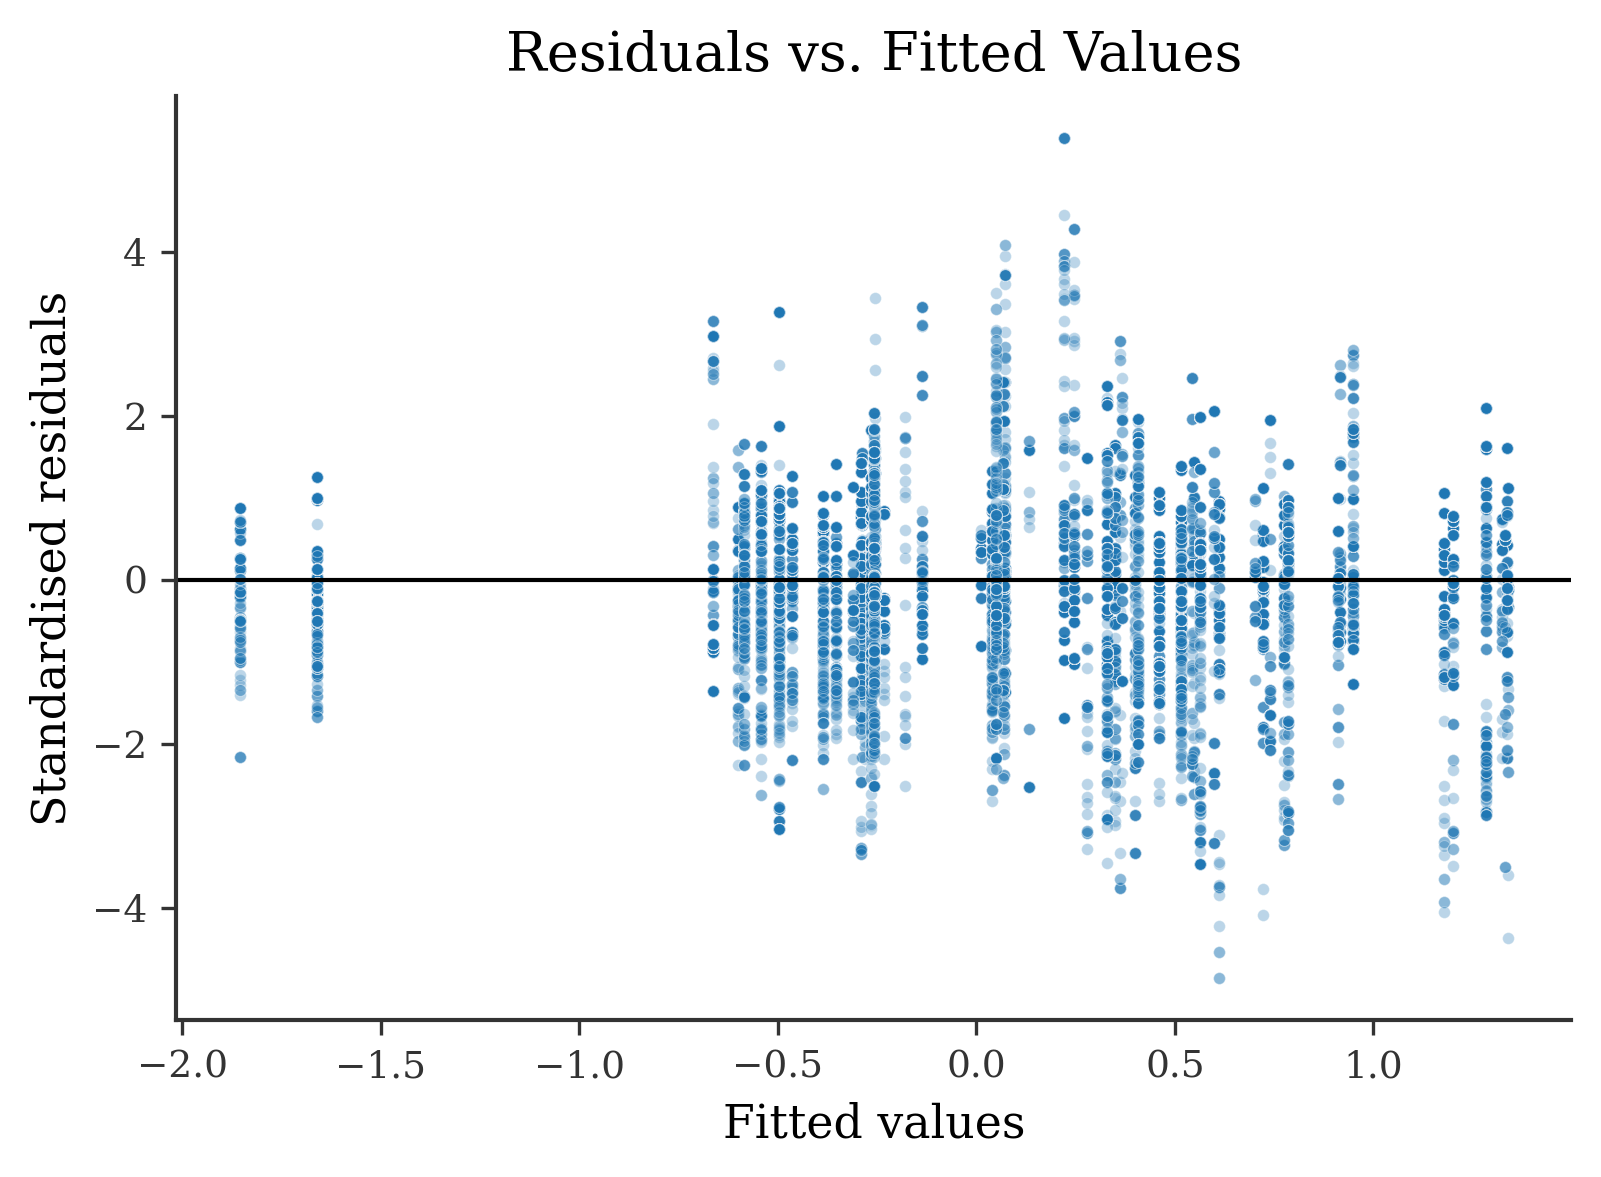 Residuals vs. Fitted Values
Standardised residuals
4
2
0
−2
−4
−2.0 −1.5 −1.0 −0.5 0.0 0.5 1.0
Fitted values